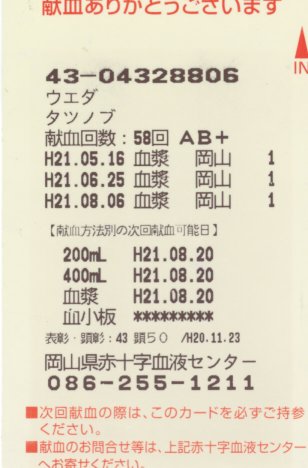 献血ありがとうございます
IN
43-04328806
ウエダ
タツノブ
献血回数:58回 AB+
H21.05.16 血漿 岡山 1
H21.06.25 血漿 岡山 1
H21.08.06 血漿 岡山 1
【献血方法別の次回献血可能日】
200mL H21.08.20
400mL H21.08.20
血漿 H21.08.20
血小板 *********
表彰・顕彰:43 顕50 /H20.11.23
岡山県赤十字血液センター
086-255-1211
■次回献血の際は、このカードを必ずご持参
ください。
■献血のお問合せ等は、上記赤十字血液センター
へお寄せください。